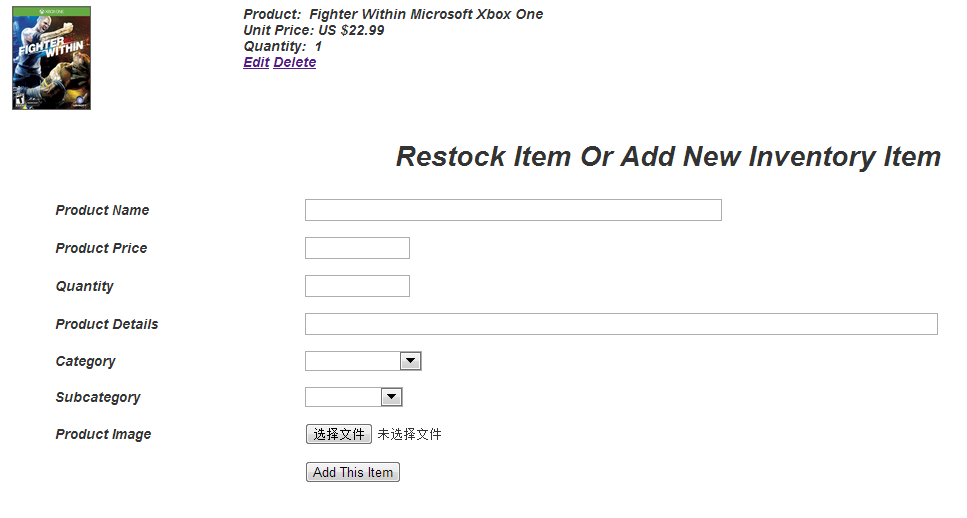 XBOX ONE
FIGHTER
WITHIN
Product: Fighter Within Microsoft Xbox One
Unit Price: US $22.99
Quantity: 1
Edit Delete
Restock Item Or Add New Inventory Item
Product Name
Product Price
Quantity
Product Details
Category
Subcategory
Product Image 选择文件 未选择文件
Add This Item